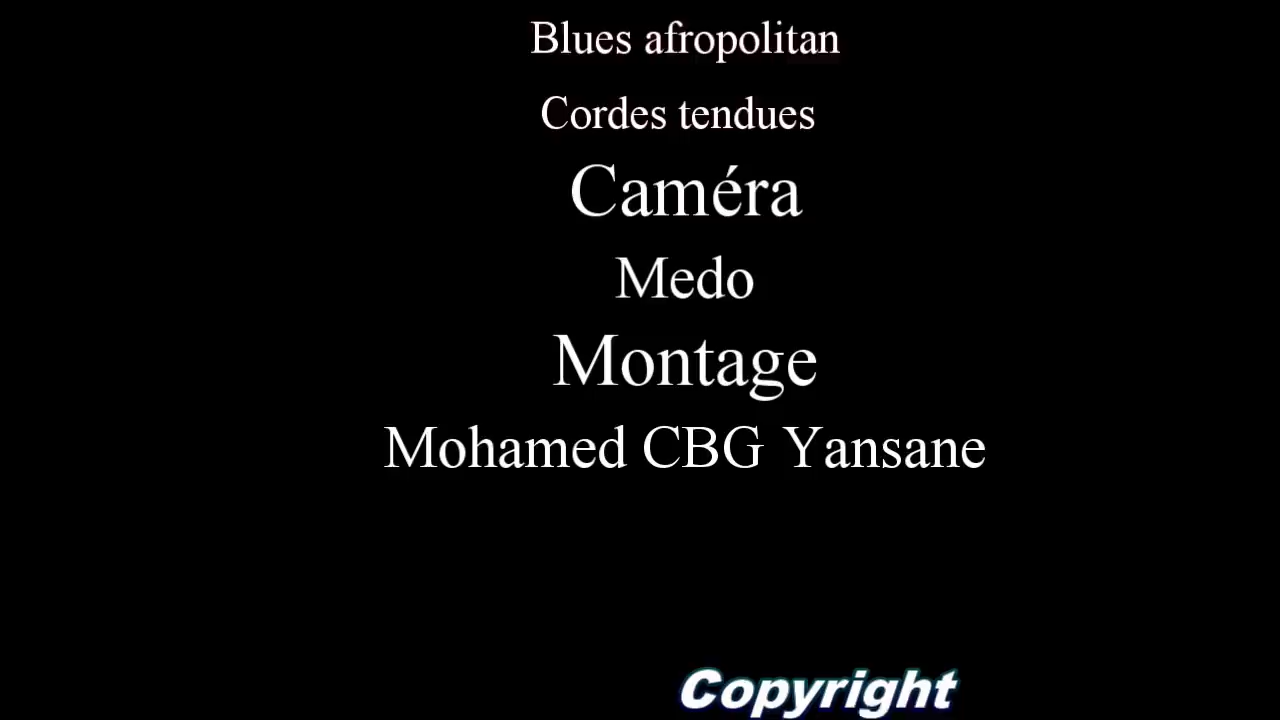 Blues afropolitan
Cordes tendues
Caméra
Medo
Montage
Mohamed CBG Yansane
Copyright